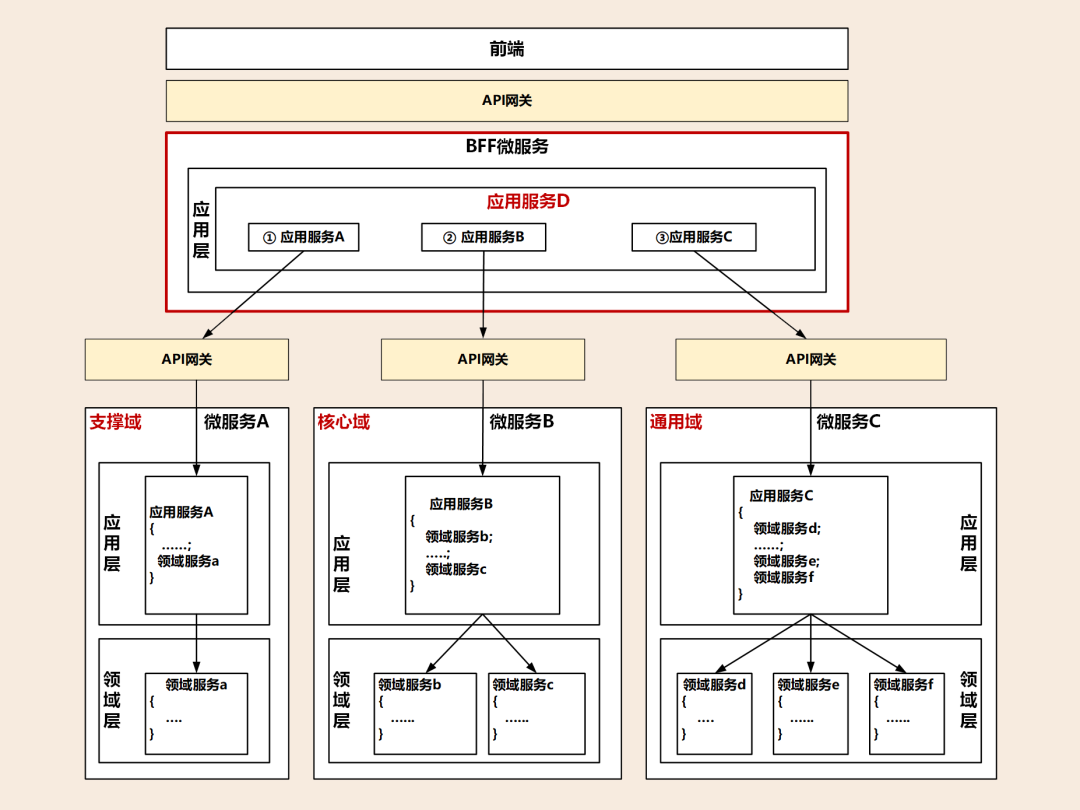 前端
API网关
BFF微服务
应用层
应用服务D
① 应用服务A
② 应用服务B
③应用服务C
API网关
API网关
API网关
支撑域
微服务A
应用层
应用服务A
{
......;
领域服务a
}
领域层
领域服务a
{
....
}
核心域
微服务B
应用层
应用服务B
{
领域服务b;
.....;
领域服务c
}
领域层
领域服务b
{
......
}
领域服务c
{
......
}
通用域
微服务C
应用服务C
{
领域服务d;
......;
领域服务e;
领域服务f
}
应用层
领域服务d
{
....
}
领域服务e
{
......
}
领域服务f
{
......
}
领域层